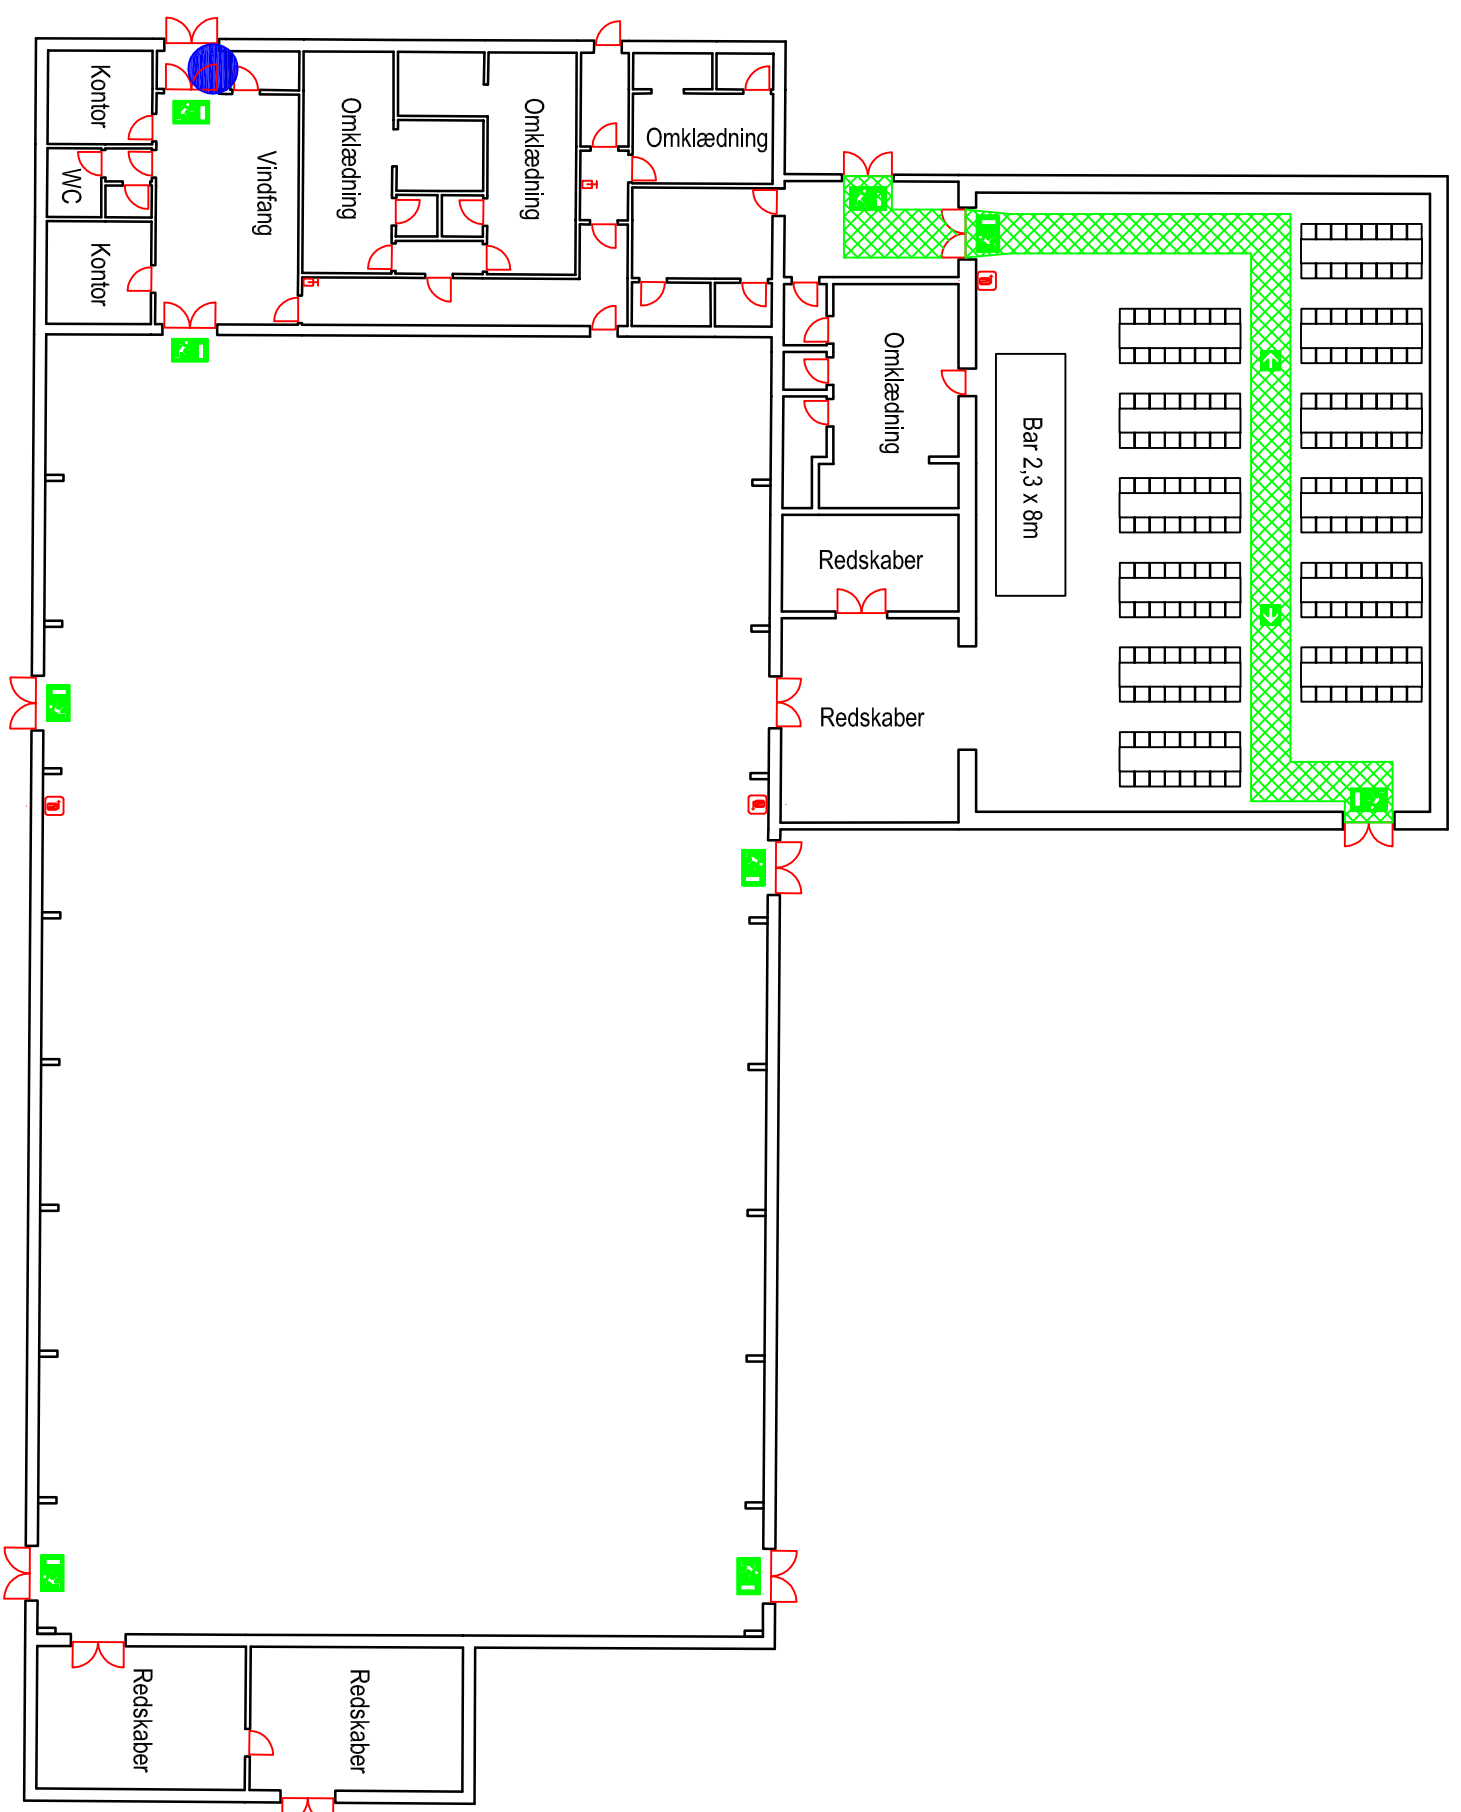 Kontor
WC
Kontor
Vindfang
Omklædning
Omklædning
Omklædning
Omklædning
Bar 2,3 x 8m
Redskaber
Redskaber
Redskaber
Redskaber